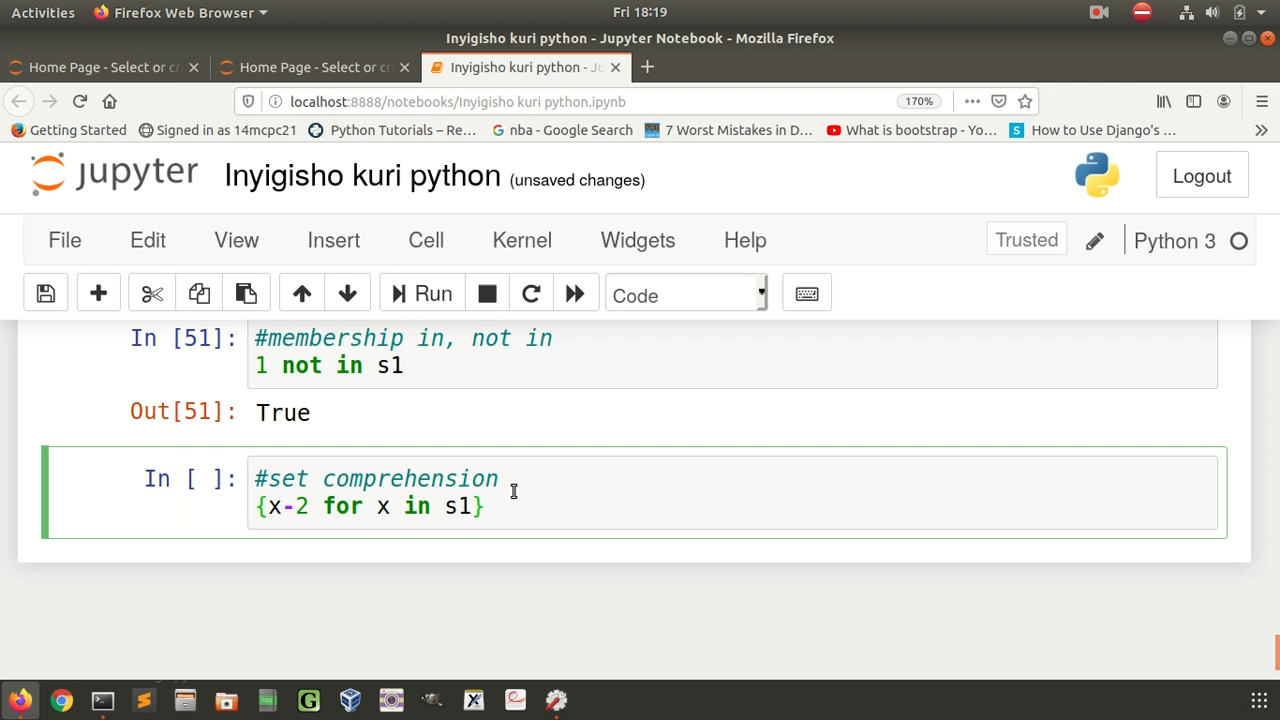 Activities Firefox Web Browser Fri 18:19
Inyigisho kuri python - Jupyter Notebook - Mozilla Firefox
Home Page - Select or cr Home Page - Select or cr Inyigisho kuri python - Ju
localhost:8888/notebooks/Inyigisho kuri python.ipynb 170%
Getting Started Signed in as 14mcpc21 Python Tutorials – Re... nba - Google Search 7 Worst Mistakes in D... What is bootstrap - Yo... How to Use Django's ...
jupyter Inyigisho kuri python (unsaved changes) Logout
File Edit View Insert Cell Kernel Widgets Help Trusted Python 3
Run Code
In [51]: #membership in, not in
1 not in s1
Out[51]: True
In [ ]: #set comprehension
{x-2 for x in s1}